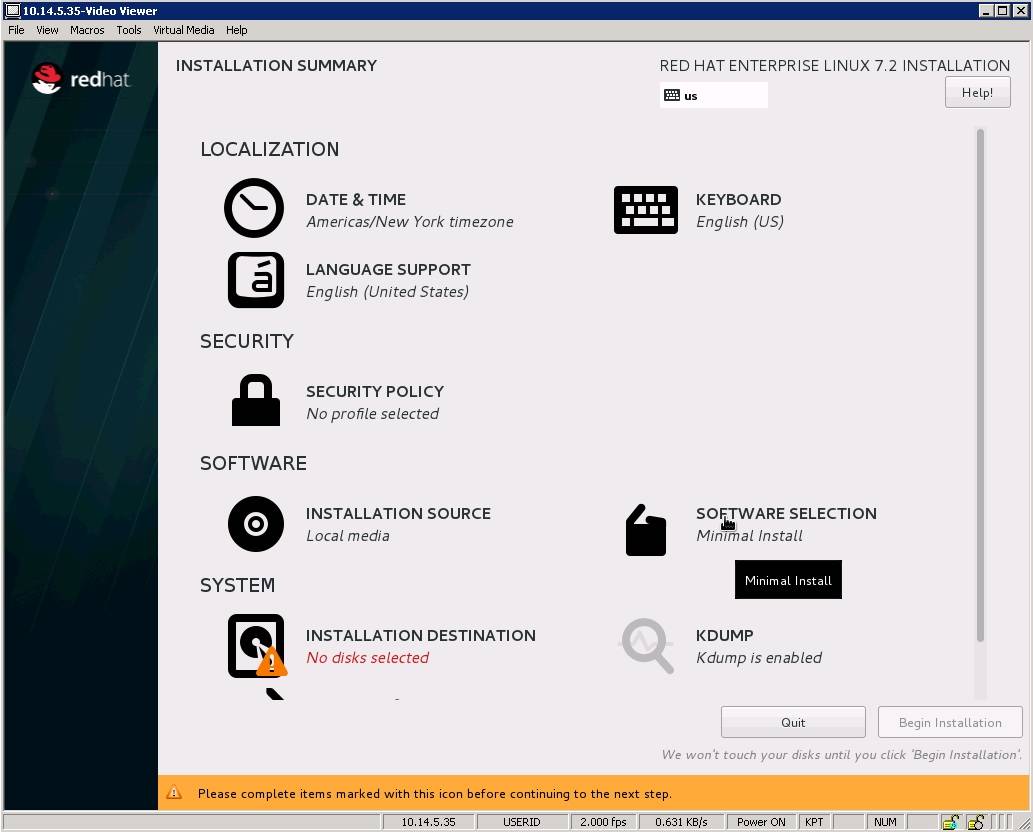 10.14.5.35-Video Viewer
File View Macros Tools Virtual Media Help
redhat.
INSTALLATION SUMMARY
RED HAT ENTERPRISE LINUX 7.2 INSTALLATION
us
Help!
LOCALIZATION
DATE & TIME
Americas/New York timezone
KEYBOARD
English (US)
á
LANGUAGE SUPPORT
English (United States)
SECURITY
SECURITY POLICY
No profile selected
SOFTWARE
INSTALLATION SOURCE
Local media
SOFTWARE SELECTION
Minimal Install
Minimal Install
SYSTEM
INSTALLATION DESTINATION
No disks selected
KDUMP
Kdump is enabled
Quit
Begin Installation
We won't touch your disks until you click 'Begin Installation'.
Please complete items marked with this icon before continuing to the next step.
10.14.5.35 USERID 2.000 fps 0.631 KB/s Power ON KPT NUM